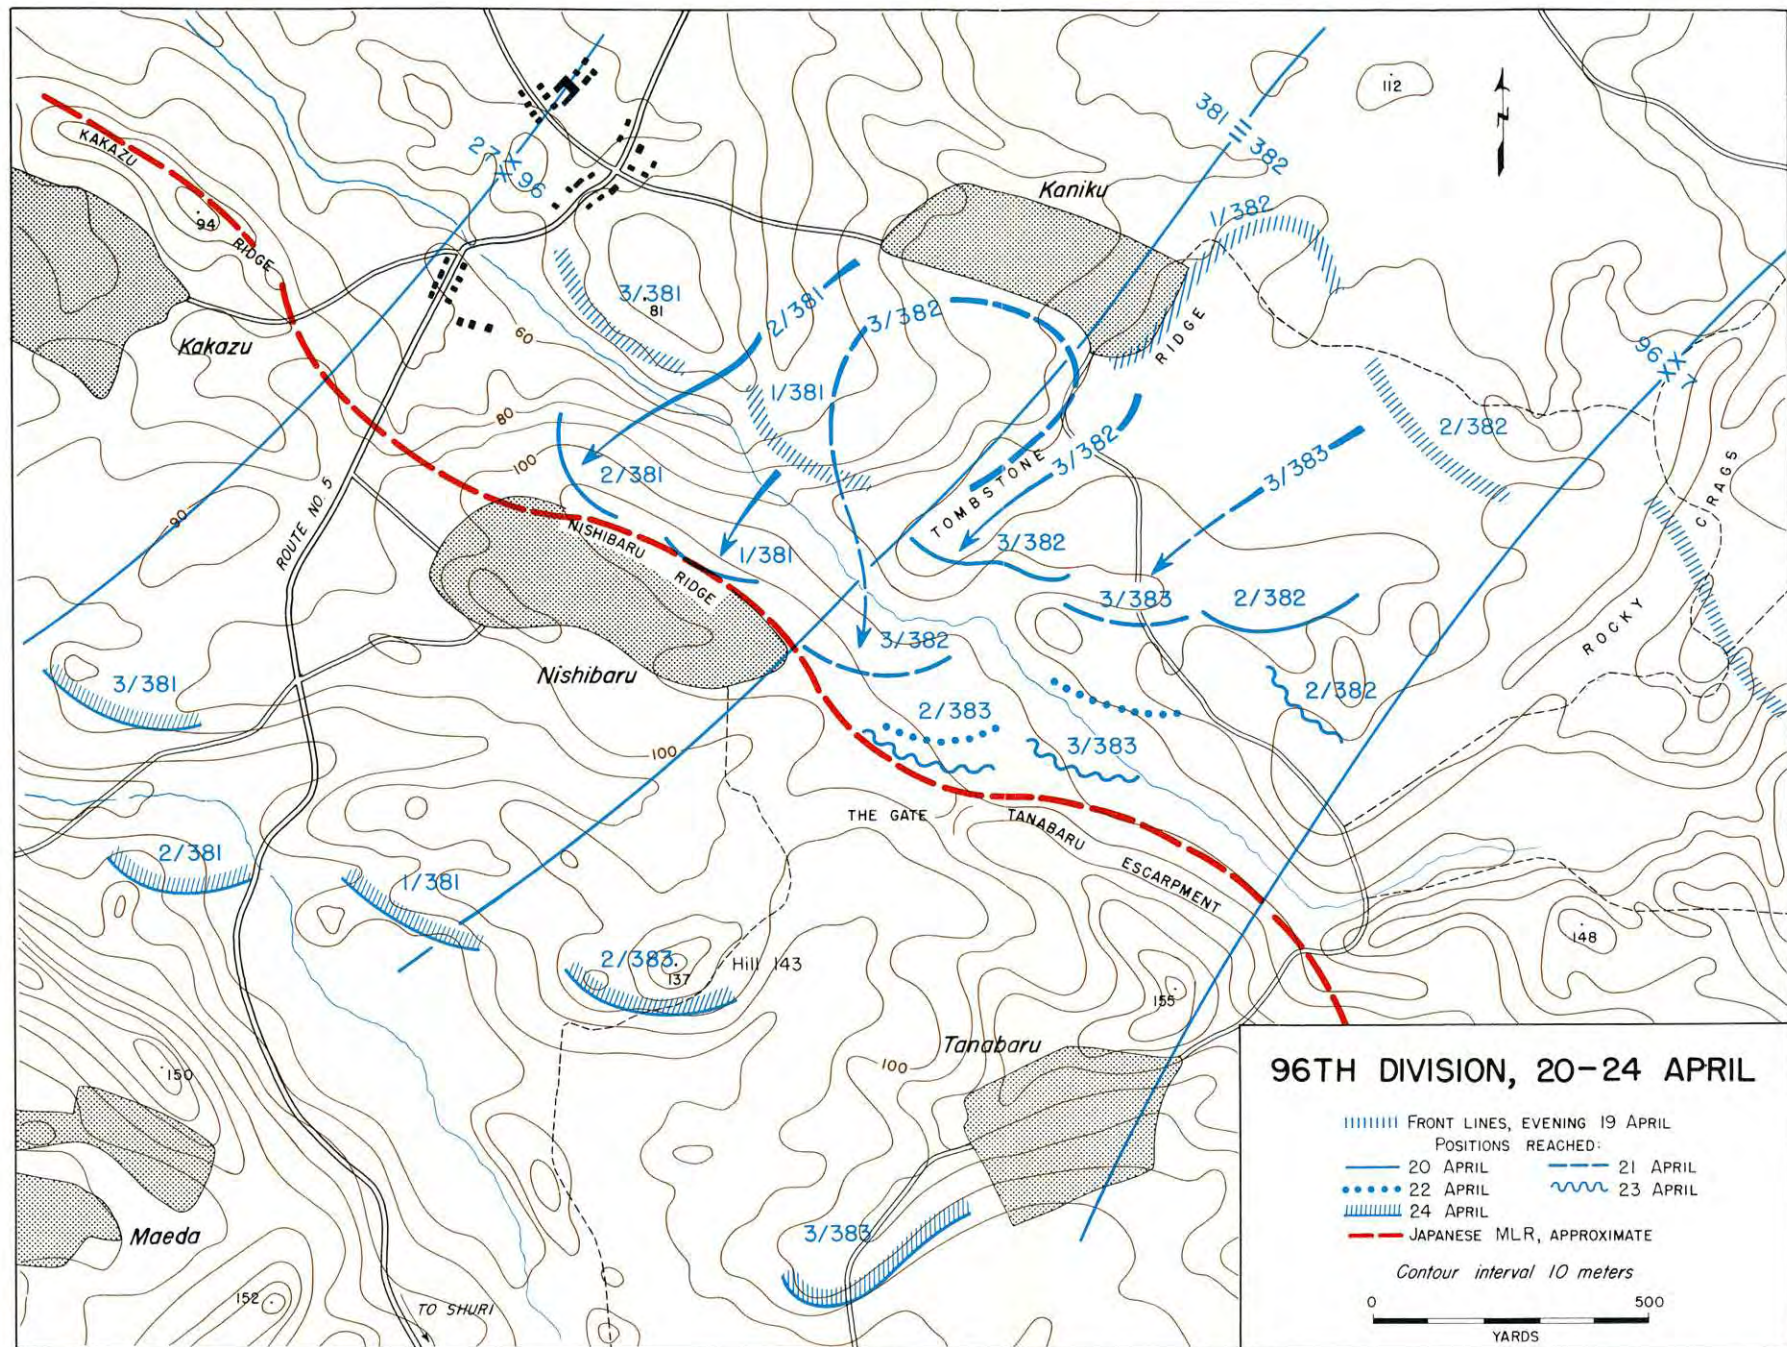 KAKAZU
RIDGE
94
Kakazu
27 XX 96
381 III 382
112
N
Kaniku
1/382
RIDGE
3/381
81
2/381
3/382
60
1/381
80
100
2/381
1/381
3/382
TOMBSTONE
3/382
3/383
96 XX 7
2/382
ROCKY CRAGS
90
ROUTE NO. 5
NISHIBARU
RIDGE
Nishibaru
3/382
3/383
2/382
2/382
3/381
2/383
3/383
100
THE GATE
TANABARU
ESCARPMENT
2/381
1/381
2/383
137
Hill 143
148
155
Tanabaru
100
150
Maeda
152
TO SHURI
3/383
96TH DIVISION, 20-24 APRIL
FRONT LINES, EVENING 19 APRIL
POSITIONS REACHED:
20 APRIL
21 APRIL
22 APRIL
23 APRIL
24 APRIL
JAPANESE MLR, APPROXIMATE
Contour interval 10 meters
0 500
YARDS